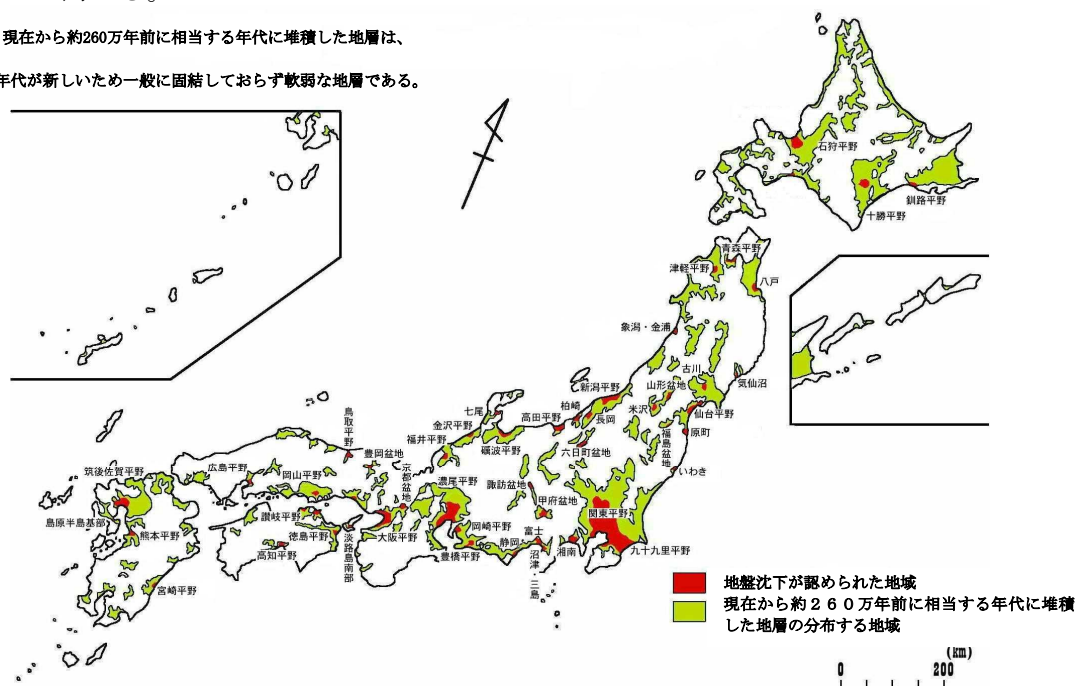 現在から約260万年前に相当する年代に堆積した地層は、
年代が新しいため一般に固結しておらず軟弱な地層である。
石狩平野
釧路平野
十勝平野
青森平野
津軽平野
八戸
象潟・金浦
古川
気仙沼
新潟平野
山形盆地
柏崎
米沢
仙台平野
七尾
高田平野
長岡
鳥取平野
金沢平野
福島盆地
原町
福井平野
豊岡盆地
礪波平野
六日町盆地
いわき
筑後佐賀平野
広島平野
岡山平野
京都盆地
濃尾平野
諏訪盆地
甲府盆地
関東平野
島原半島基部
讃岐平野
岡崎平野
富士
熊本平野
徳島平野
大阪平野
静岡
湘南
九十九里平野
高知平野
淡路島南部
豊橋平野
沼津・三島
宮崎平野
地盤沈下が認められた地域
現在から約２６０万年前に相当する年代に堆積
した地層の分布する地域
(km)
0 200